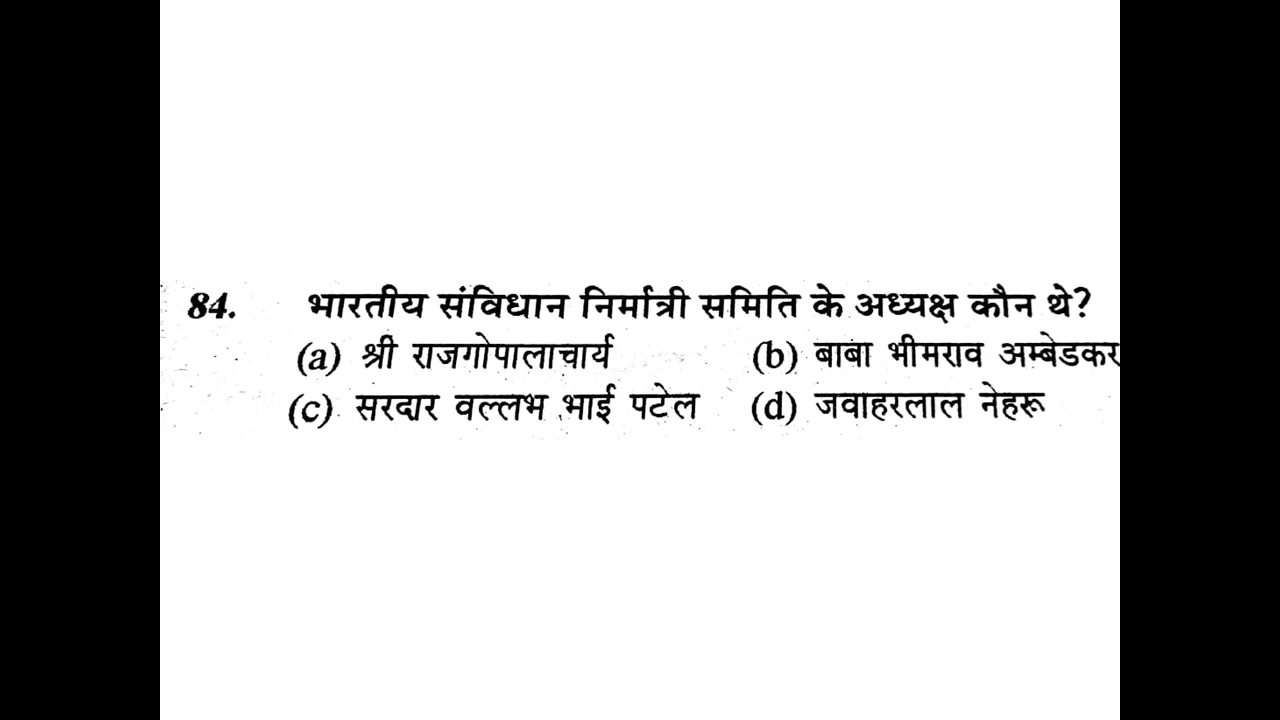 84. भारतीय संविधान निर्मात्री समिति के अध्यक्ष कौन थे?
(a) श्री राजगोपालाचार्य (b) बाबा भीमराव अम्बेडकर
(c) सरदार वल्लभ भाई पटेल (d) जवाहरलाल नेहरू